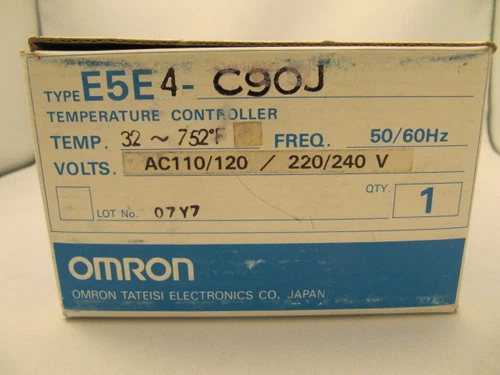 TYPE E5E4-C90J
TEMPERATURE CONTROLLER
TEMP. 32 ~ 752°F FREQ. 50/60Hz
VOLTS. AC110/120 / 220/240 V
QTY.
LOT No. 07Y7 1
OMRON
OMRON TATEISI ELECTRONICS CO. JAPAN